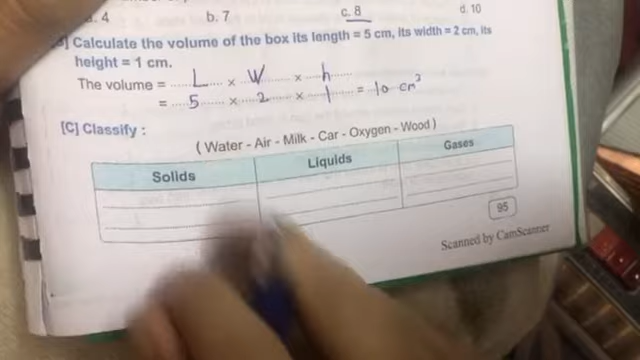 a. 4 b. 7 c. 8 d. 10
] Calculate the volume of the box its length = 5 cm, its width = 2 cm, its
height = 1 cm.
The volume = ...... L ...... × ... W ...... × ... h ......
= ...... 5 ...... × ... 2 ...... × ... 1 ...... = 10 cm³
[C] Classify :
( Water - Air - Milk - Car - Oxygen - Wood )
Solids Liquids Gases
95
Scanned by CamScanner